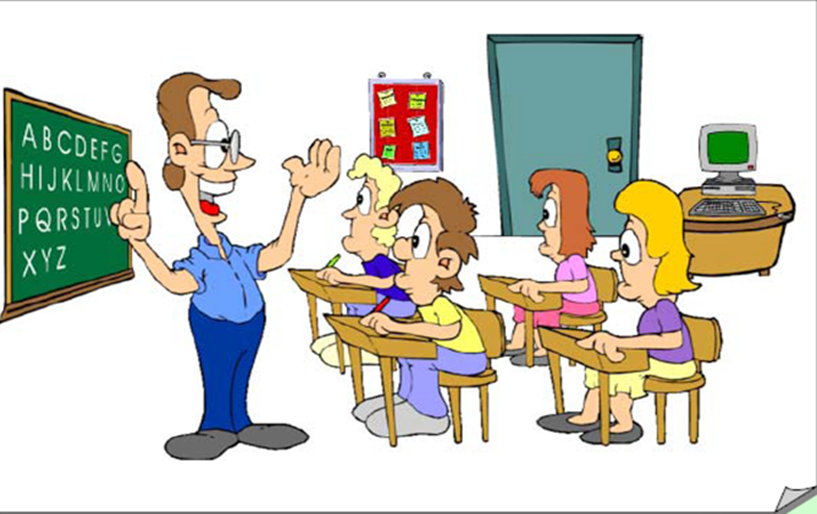 ABCDEFG
HIJKLMNO
PQRSTUV
XYZ